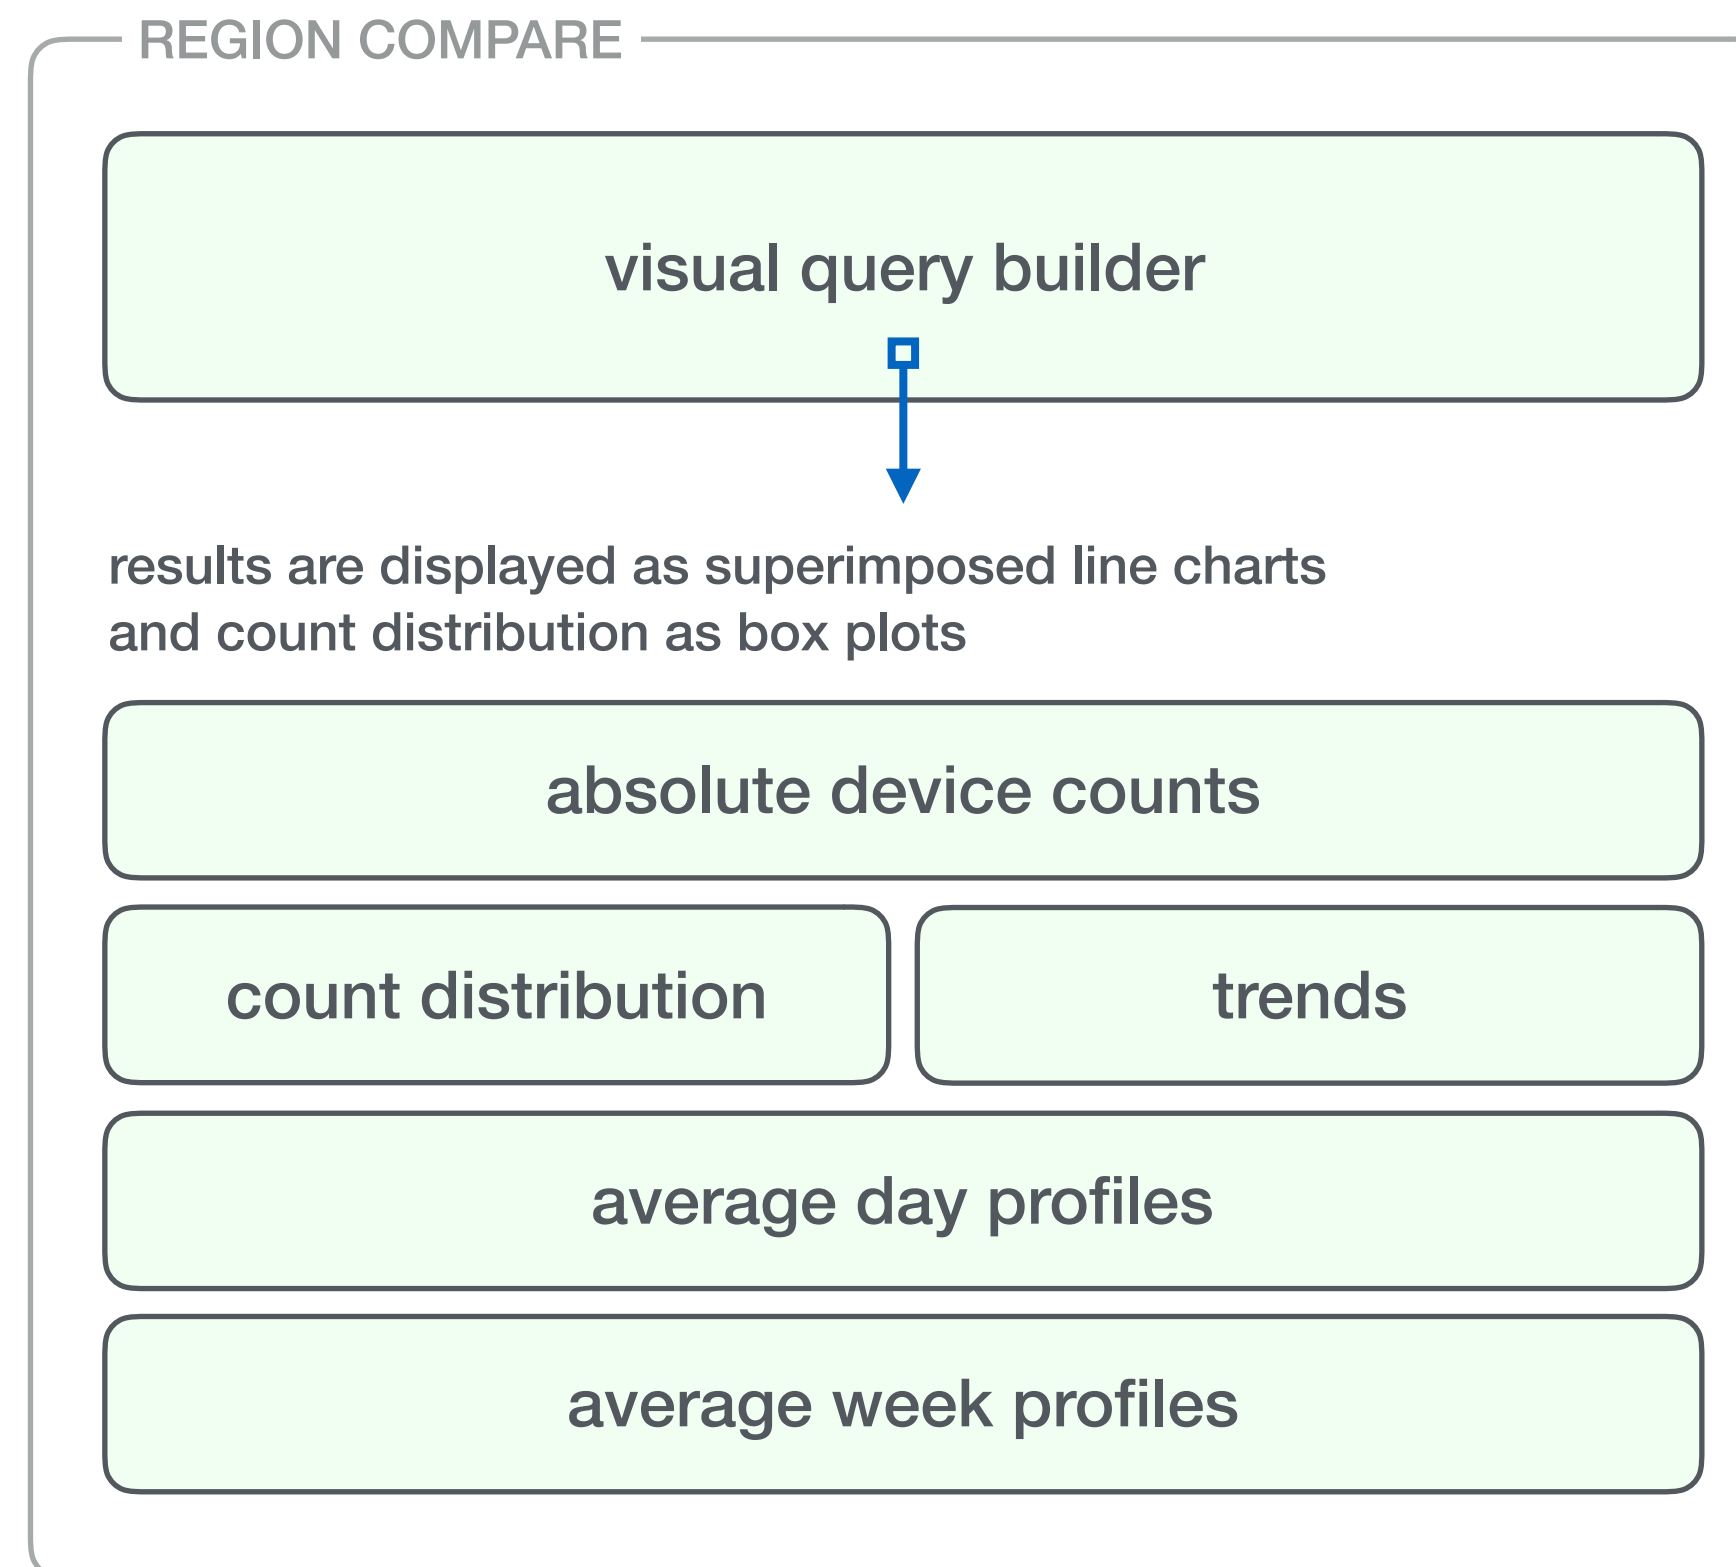 REGION COMPARE
visual query builder
results are displayed as superimposed line charts
and count distribution as box plots
absolute device counts
count distribution
trends
average day profiles
average week profiles